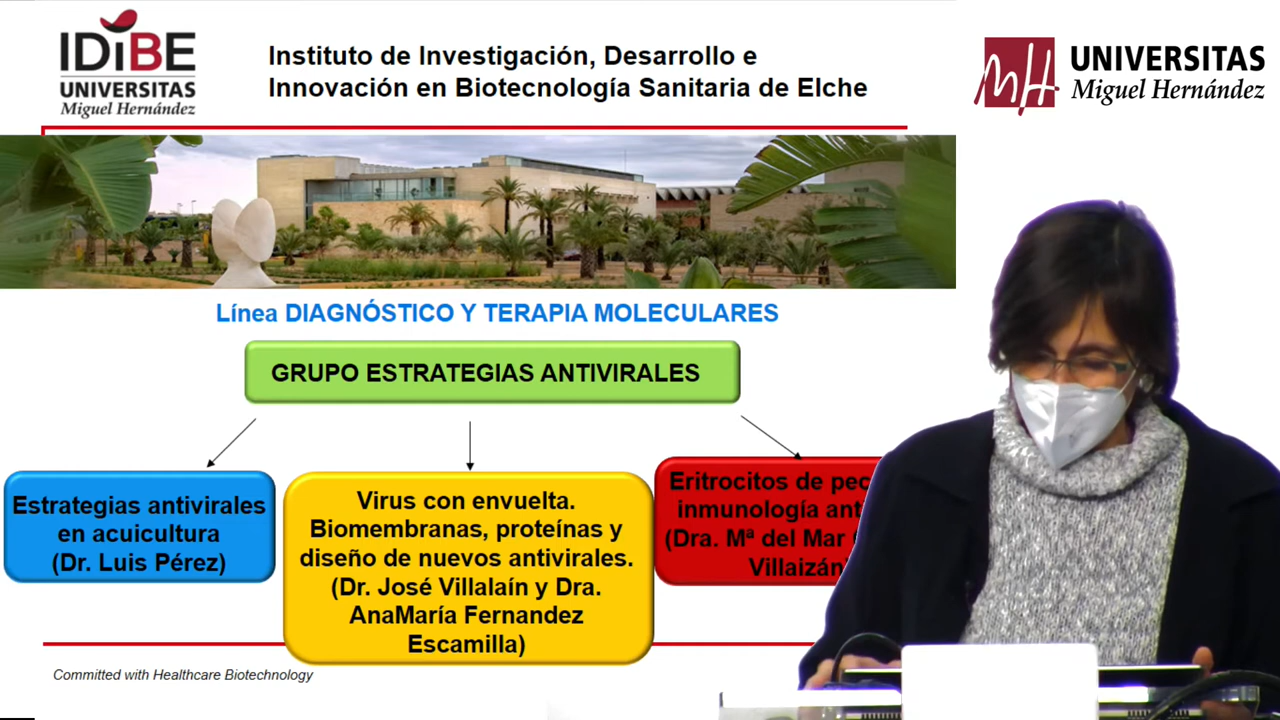 IDiBE
UNIVERSITAS
Miguel Hernández
Instituto de Investigación, Desarrollo e
Innovación en Biotecnología Sanitaria de Elche
MH
UNIVERSITAS
Miguel Hernández
Línea DIAGNÓSTICO Y TERAPIA MOLECULARES
GRUPO ESTRATEGIAS ANTIVIRALES
Estrategias antivirales
en acuicultura
(Dr. Luis Pérez)
Virus con envuelta.
Biomembranas, proteínas y
diseño de nuevos antivirales.
(Dr. José Villalaín y Dra.
AnaMaría Fernandez
Escamilla)
Eritrocitos de
inmunología
(Dra. Mª del Mar
Villaizán
Committed with Healthcare Biotechnology